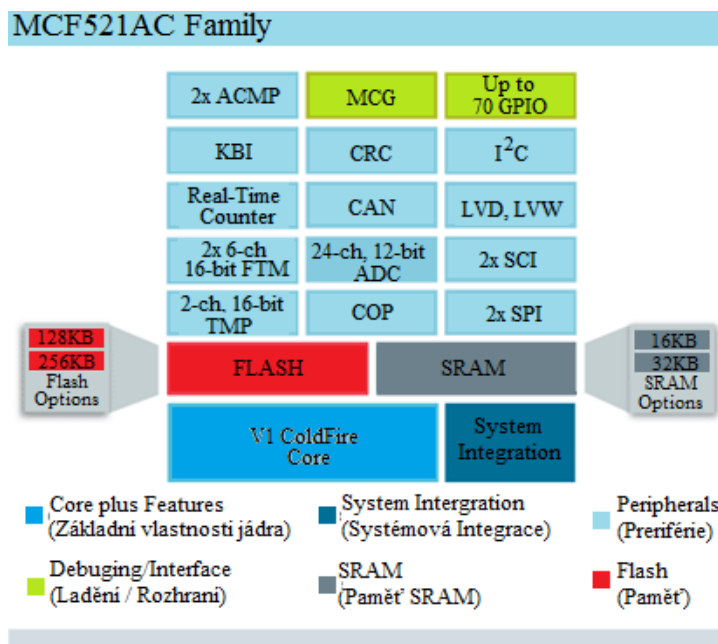 MCF521AC Family
2x ACMP
MCG
Up to
70 GPIO
KBI
CRC
I²C
Real-Time
Counter
CAN
LVD, LVW
2x 6-ch
16-bit FTM
24-ch, 12-bit
ADC
2x SCI
2-ch, 16-bit
TMP
COP
2x SPI
128KB
256KB
Flash
Options
FLASH
SRAM
16KB
32KB
SRAM
Options
V1 ColdFire
Core
System
Integration
Core plus Features
(Základní vlastnosti jádra)
System Intergration
(Systémová Integrace)
Peripherals
(Preriférie)
Debuging/Interface
(Ladění / Rozhraní)
SRAM
(Paměť SRAM)
Flash
(Paměť)